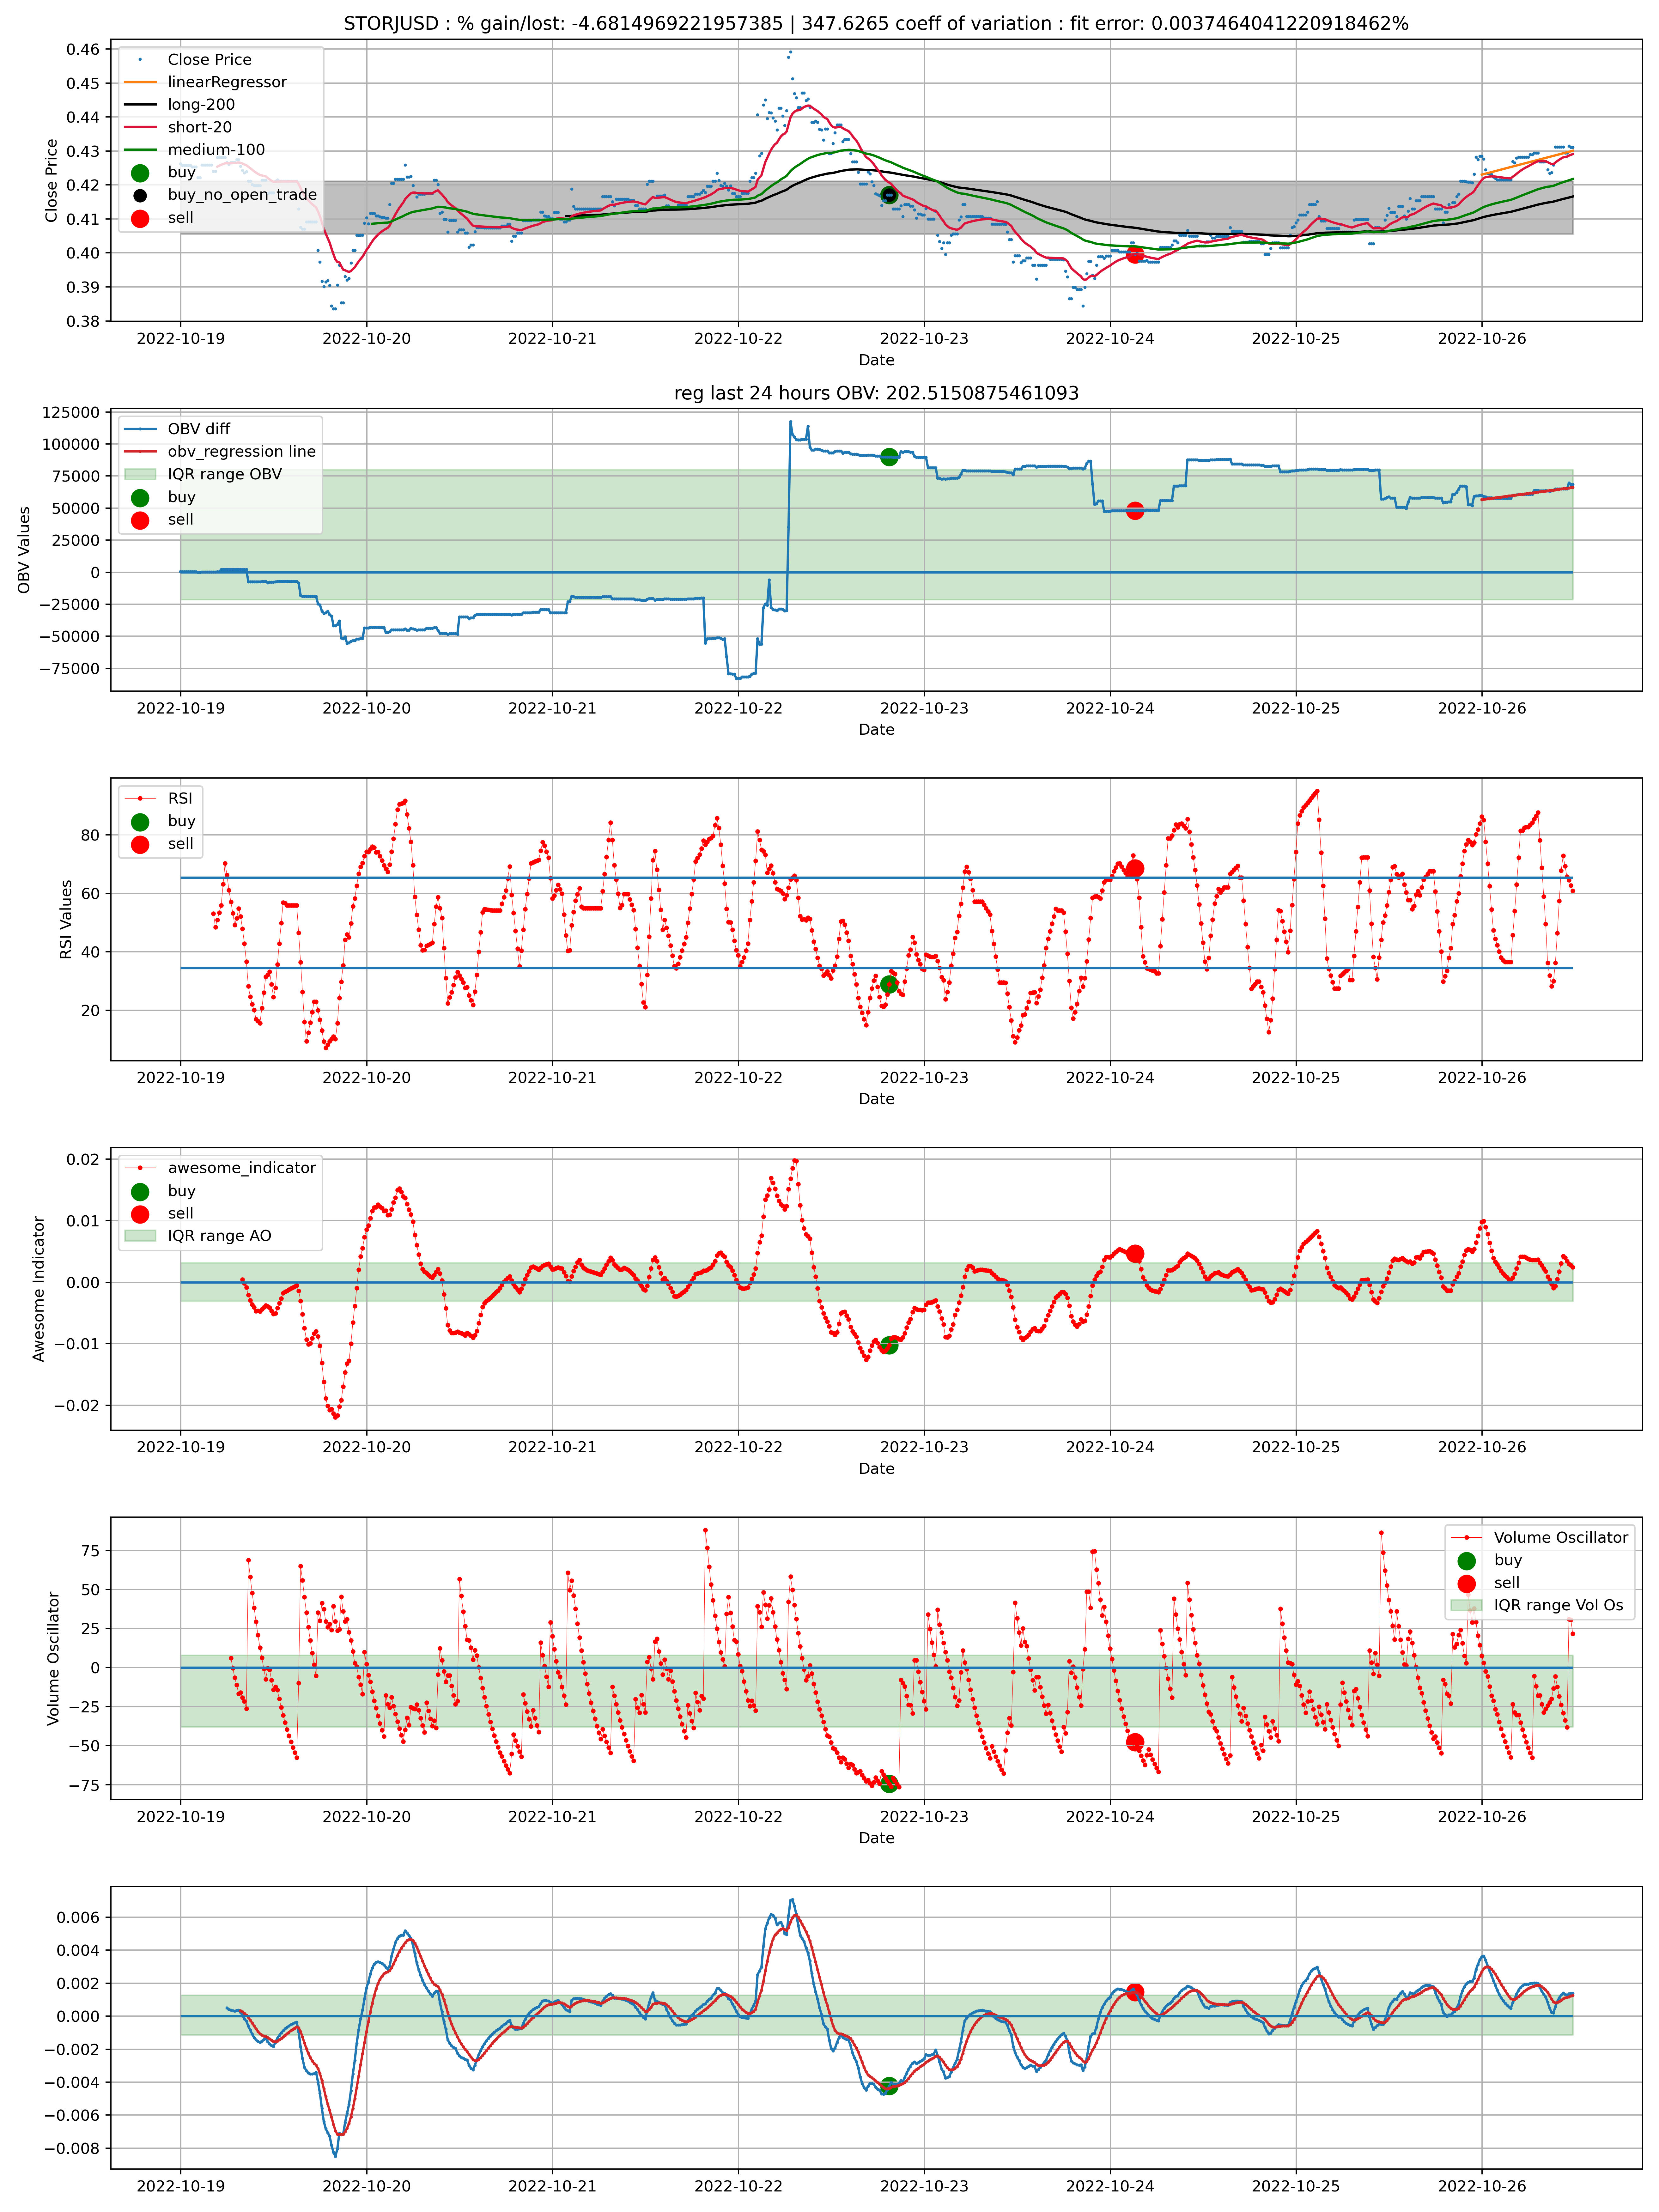 STORJUSD : % gain/lost: -4.6814969221957385 | 347.6265 coeff of variation : fit error: 0.0037464041220918462%
Close Price
0.46
0.45
0.44
0.43
0.42
0.41
0.40
0.39
0.38
Close Price
linearRegressor
long-200
short-20
medium-100
buy
buy_no_open_trade
sell
2022-10-19 2022-10-20 2022-10-21 2022-10-22 2022-10-23 2022-10-24 2022-10-25 2022-10-26
Date
reg last 24 hours OBV: 202.5150875461093
OBV Values
125000
100000
75000
50000
25000
0
−25000
−50000
−75000
OBV diff
obv_regression line
IQR range OBV
buy
sell
2022-10-19 2022-10-20 2022-10-21 2022-10-22 2022-10-23 2022-10-24 2022-10-25 2022-10-26
Date
RSI Values
80
60
40
20
RSI
buy
sell
2022-10-19 2022-10-20 2022-10-21 2022-10-22 2022-10-23 2022-10-24 2022-10-25 2022-10-26
Date
Awesome Indicator
0.02
0.01
0.00
−0.01
−0.02
awesome_indicator
buy
sell
IQR range AO
2022-10-19 2022-10-20 2022-10-21 2022-10-22 2022-10-23 2022-10-24 2022-10-25 2022-10-26
Date
Volume Oscillator
75
50
25
0
−25
−50
−75
Volume Oscillator
buy
sell
IQR range Vol Os
2022-10-19 2022-10-20 2022-10-21 2022-10-22 2022-10-23 2022-10-24 2022-10-25 2022-10-26
Date
0.006
0.004
0.002
0.000
−0.002
−0.004
−0.006
−0.008
2022-10-19 2022-10-20 2022-10-21 2022-10-22 2022-10-23 2022-10-24 2022-10-25 2022-10-26